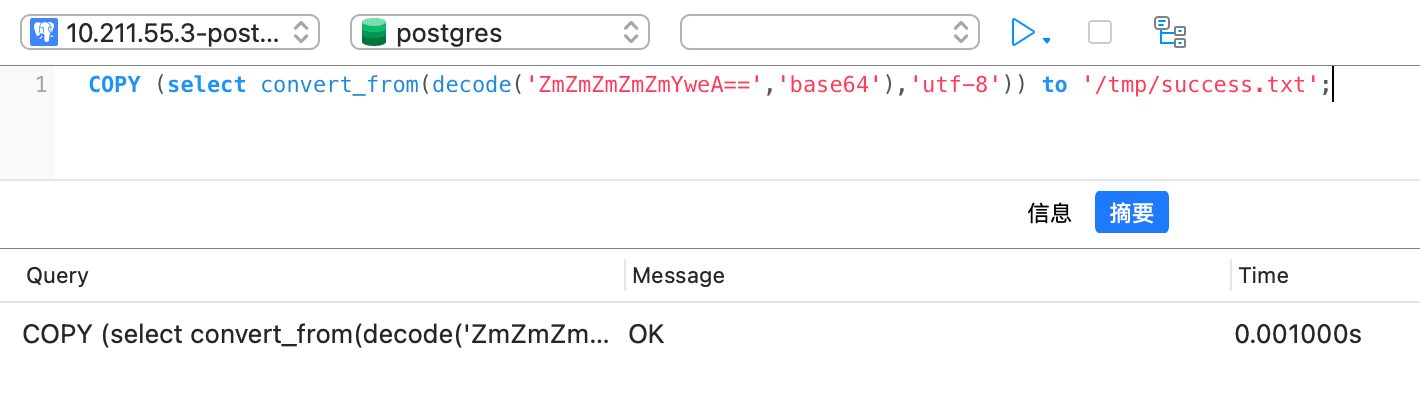 10.211.55.3-post... postgres
1 COPY (select convert_from(decode('ZmZmZmZmZmYweA==','base64'),'utf-8')) to '/tmp/success.txt';
信息 摘要
Query Message Time
COPY (select convert_from(decode('ZmZmZm... OK 0.001000s